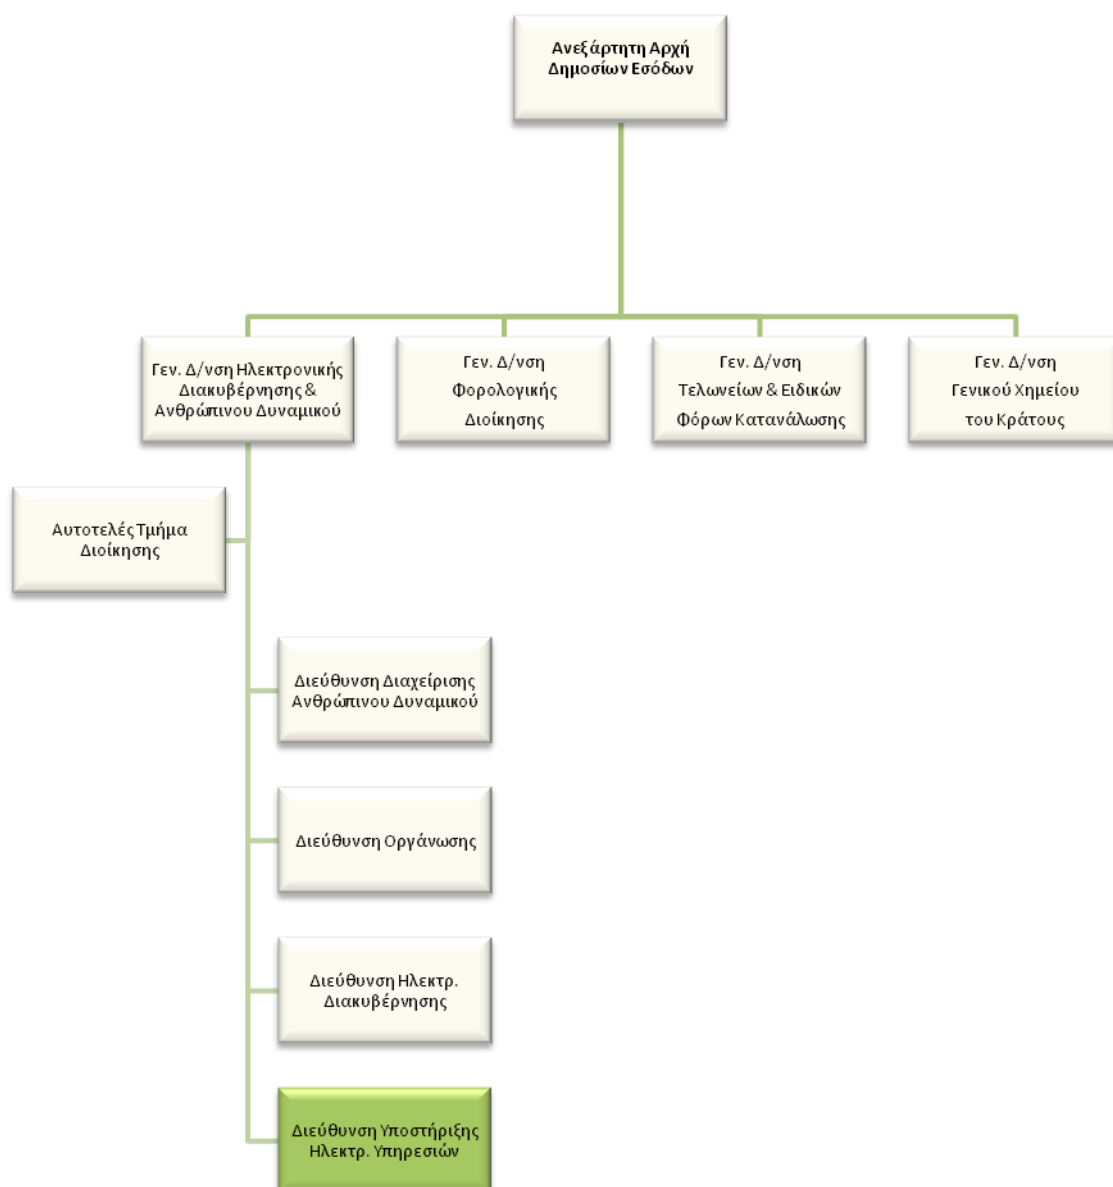 Ανεξάρτητη Αρχή
Δημοσίων Εσόδων
Γεν. Δ/νση Ηλεκτρονικής
Διακυβέρνησης &
Ανθρώπινου Δυναμικού
Γεν. Δ/νση
Φορολογικής
Διοίκησης
Γεν. Δ/νση
Τελωνείων & Ειδικών
Φόρων Κατανάλωσης
Γεν. Δ/νση
Γενικού Χημείου
του Κράτους
Αυτοτελές Τμήμα
Διοίκησης
Διεύθυνση Διαχείρισης
Ανθρώπινου Δυναμικού
Διεύθυνση Οργάνωσης
Διεύθυνση Ηλεκτρ.
Διακυβέρνησης
Διεύθυνση Υποστήριξης
Ηλεκτρ. Υπηρεσιών